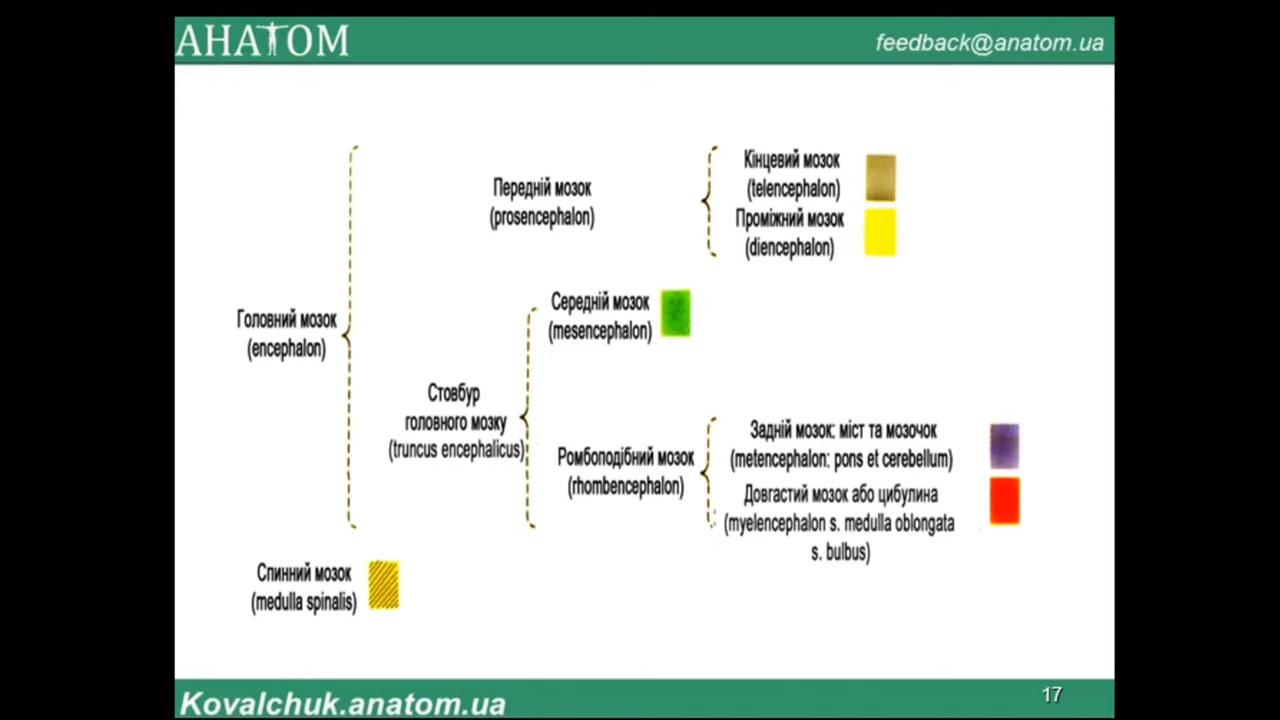 АНАТОМ
feedback@anatom.ua
Кінцевий мозок
(telencephalon)
Передній мозок
(prosencephalon)
Проміжний мозок
(diencephalon)
Середній мозок
(mesencephalon)
Головний мозок
(encephalon)
Стовбур
головного мозку
(truncus encephalicus)
Ромбоподібний мозок
(rhombencephalon)
Задній мозок: міст та мозочок
(metencephalon: pons et cerebellum)
Довгастий мозок або цибулина
(myelencephalon s. medulla oblongata
s. bulbus)
Спинний мозок
(medulla spinalis)
Kovalchuk.anatom.ua
17